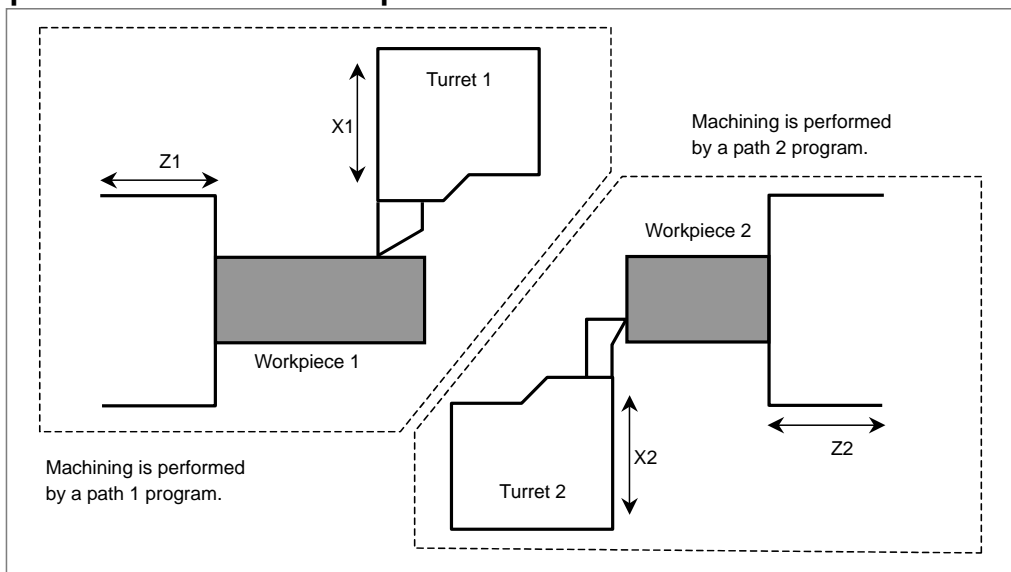 Turret 1
X1
Z1
Machining is performed
by a path 2 program.
Workpiece 2
Workpiece 1
Machining is performed
by a path 1 program.
X2
Z2
Turret 2